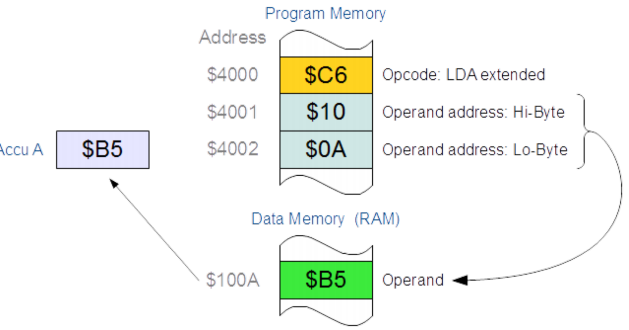 Program Memory
Address
$4000 $C6 Opcode: LDA extended
$4001 $10 Operand address: Hi-Byte
Accu A $B5 $4002 $0A Operand address: Lo-Byte
Data Memory (RAM)
$100A $B5 Operand